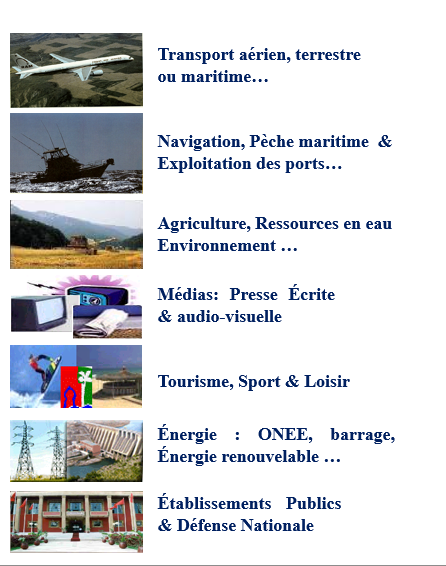 Transport aérien, terrestre
ou maritime…
Navigation, Pèche maritime &
Exploitation des ports…
Agriculture, Ressources en eau
Environnement …
Médias: Presse Écrite
& audio-visuelle
Tourisme, Sport & Loisir
Énergie : ONEE, barrage,
Énergie renouvelable …
Établissements Publics
& Défense Nationale